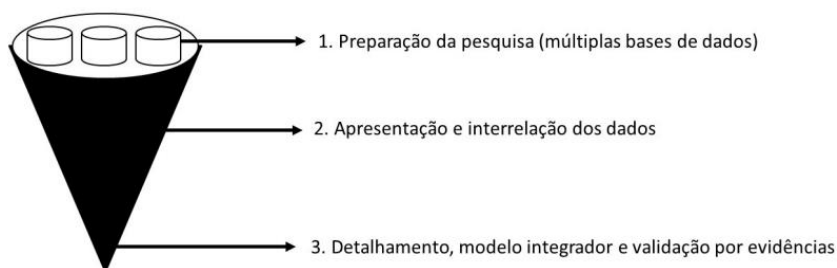 1. Preparação da pesquisa (múltiplas bases de dados)
2. Apresentação e interrelação dos dados
3. Detalhamento, modelo integrador e validação por evidências